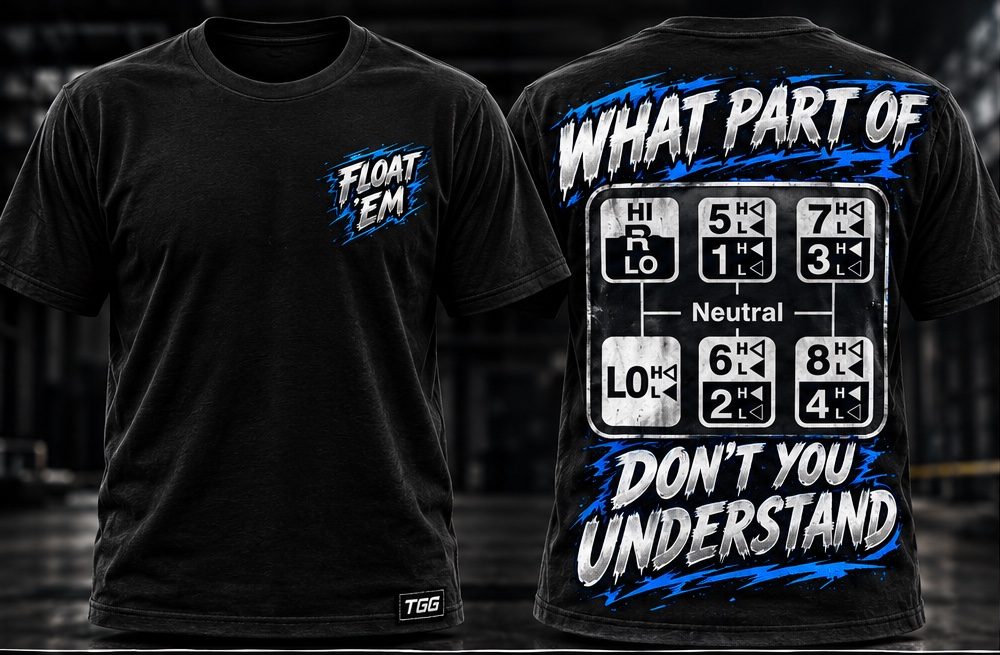 FLOAT
'EM
TGG
WHAT PART OF
HI
R
LO
5 H L
1 H L
7 H L
3 H L
Neutral
LO H L
6 H L
2 H L
8 H L
4 H L
DON'T YOU
UNDERSTAND